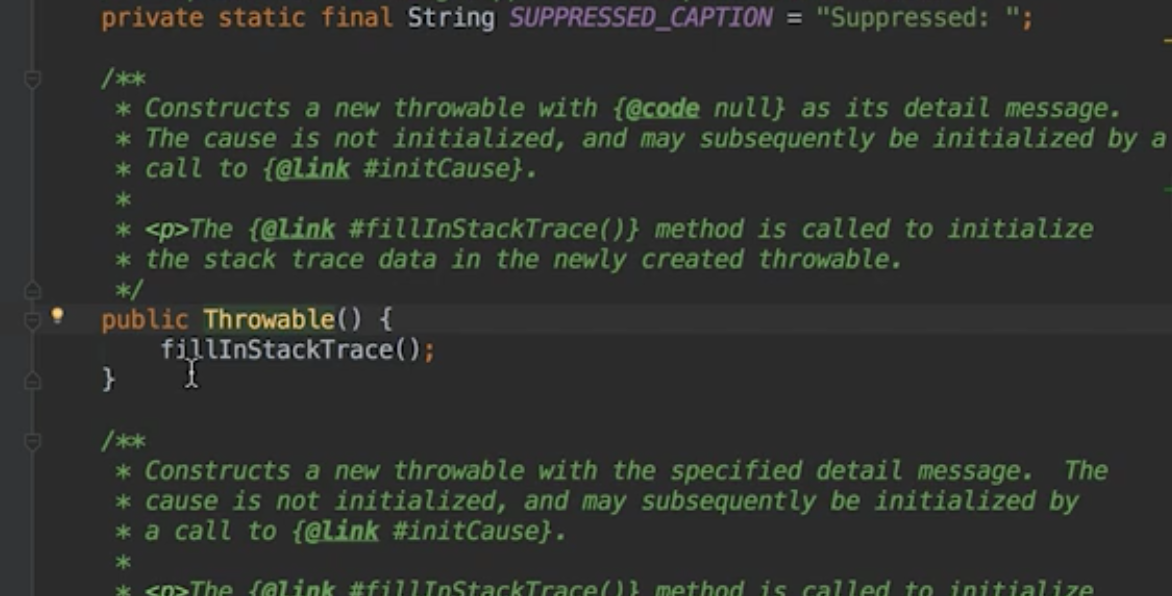 private static final String SUPPRESSED_CAPTION = "Suppressed: ";
/**
* Constructs a new throwable with {@code null} as its detail message.
* The cause is not initialized, and may subsequently be initialized by a
* call to {@link #initCause}.
*
* <p>The {@link #fillInStackTrace()} method is called to initialize
* the stack trace data in the newly created throwable.
*/
public Throwable() {
fillInStackTrace();
}
/**
* Constructs a new throwable with the specified detail message.  The
* cause is not initialized, and may subsequently be initialized by
* a call to {@link #initCause}.
*
* <p>The {@link #fillInStackTrace()} method is called to initialize